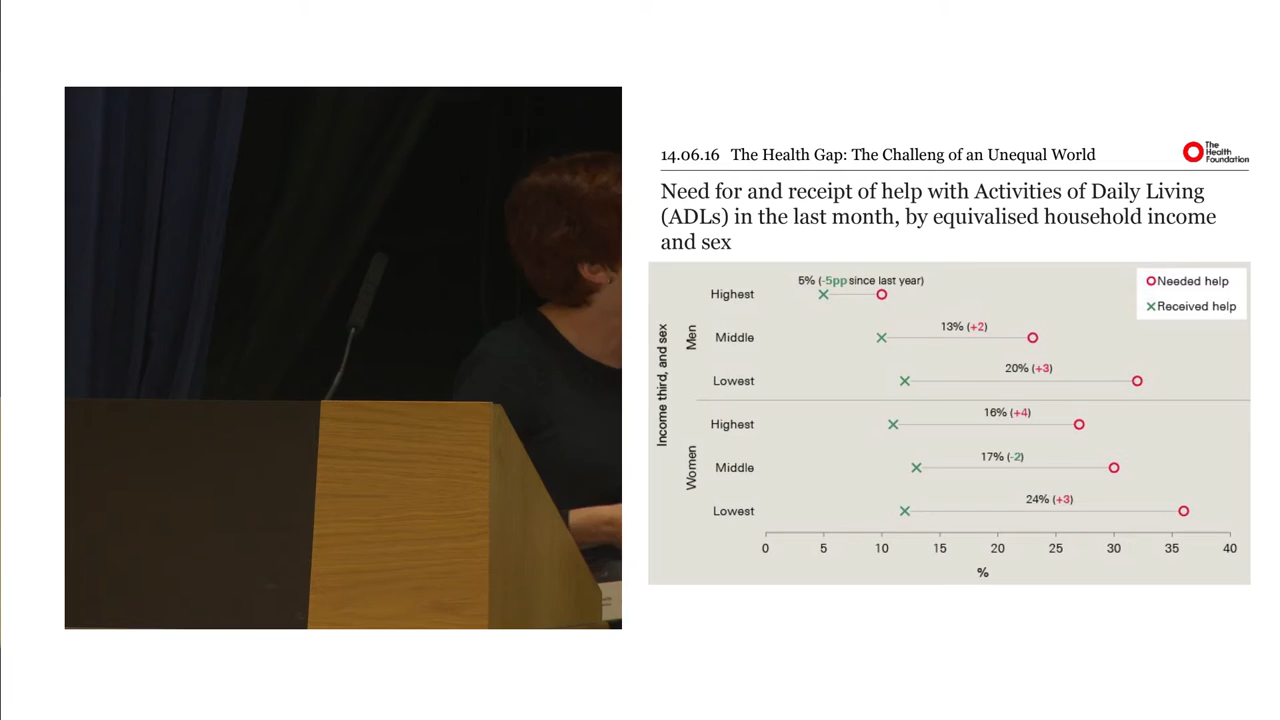 14.06.16 The Health Gap: The Challeng of an Unequal World
The
Health
Foundation
Need for and receipt of help with Activities of Daily Living
(ADLs) in the last month, by equivalised household income
and sex
5% (-5pp since last year)
Needed help
Received help
Highest
13% (+2)
Middle
20% (+3)
Lowest
Men
Income third, and sex
16% (+4)
Highest
17% (-2)
Middle
24% (+3)
Lowest
Women
0 5 10 15 20 25 30 35 40
%